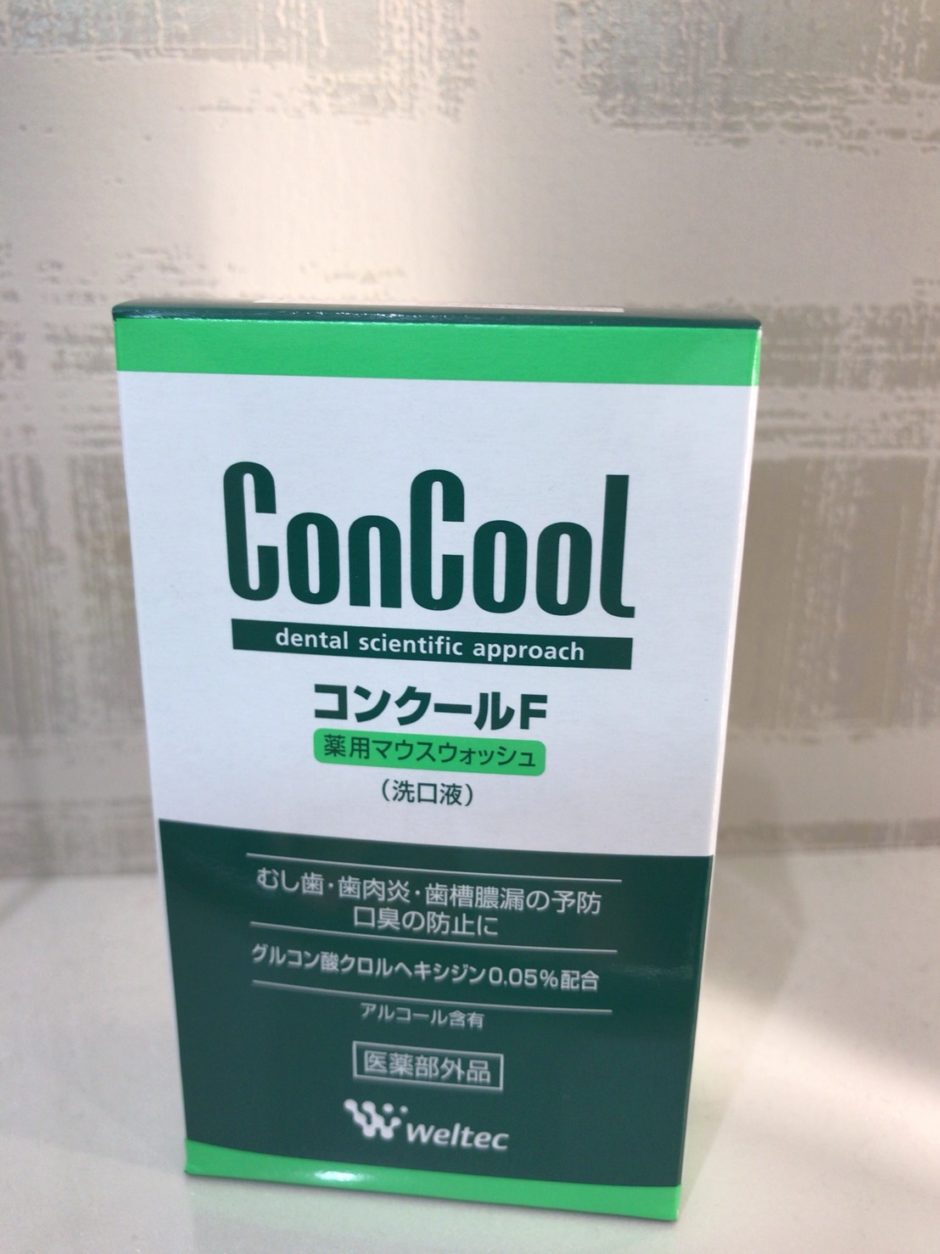 ConCool
dental scientific approach
コンクールF
薬用マウスウォッシュ
（洗口液）
むし歯・歯肉炎・歯槽膿漏の予防
口臭の防止に
グルコン酸クロルヘキシジン0.05%配合
アルコール含有
医薬部外品
Weltec